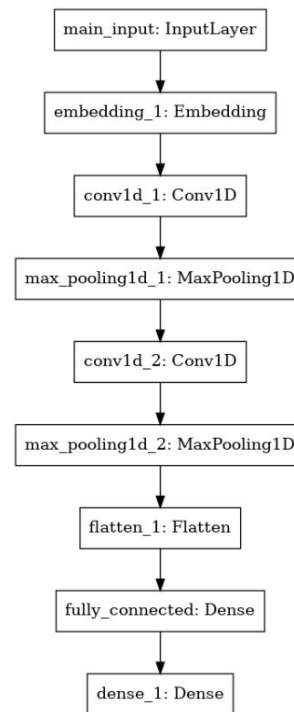 main_input: InputLayer
embedding_1: Embedding
conv1d_1: Conv1D
max_pooling1d_1: MaxPooling1D
conv1d_2: Conv1D
max_pooling1d_2: MaxPooling1D
flatten_1: Flatten
fully_connected: Dense
dense_1: Dense